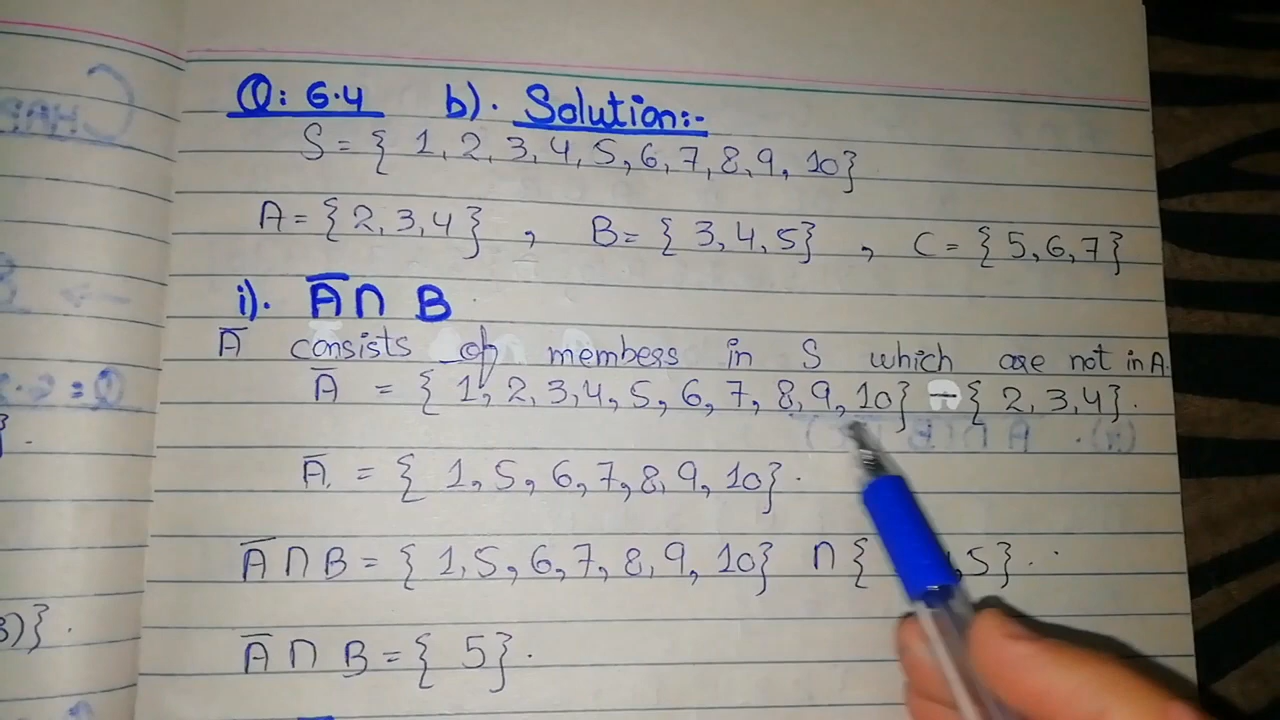 Q: 6.4 b). Solution:-
S = { 1, 2, 3, 4, 5, 6, 7, 8, 9, 10}
A = {2, 3, 4} , B = { 3, 4, 5} , C = {5, 6, 7}
i). A̅ ∩ B
A̅ consists of members in S which are not in A.
A̅ = { 1, 2, 3, 4, 5, 6, 7, 8, 9, 10} - { 2, 3, 4}.
A̅ = { 1, 5, 6, 7, 8, 9, 10}.
A̅ ∩ B = { 1, 5, 6, 7, 8, 9, 10} ∩ { , 5}.
A̅ ∩ B = { 5}.
3)}.